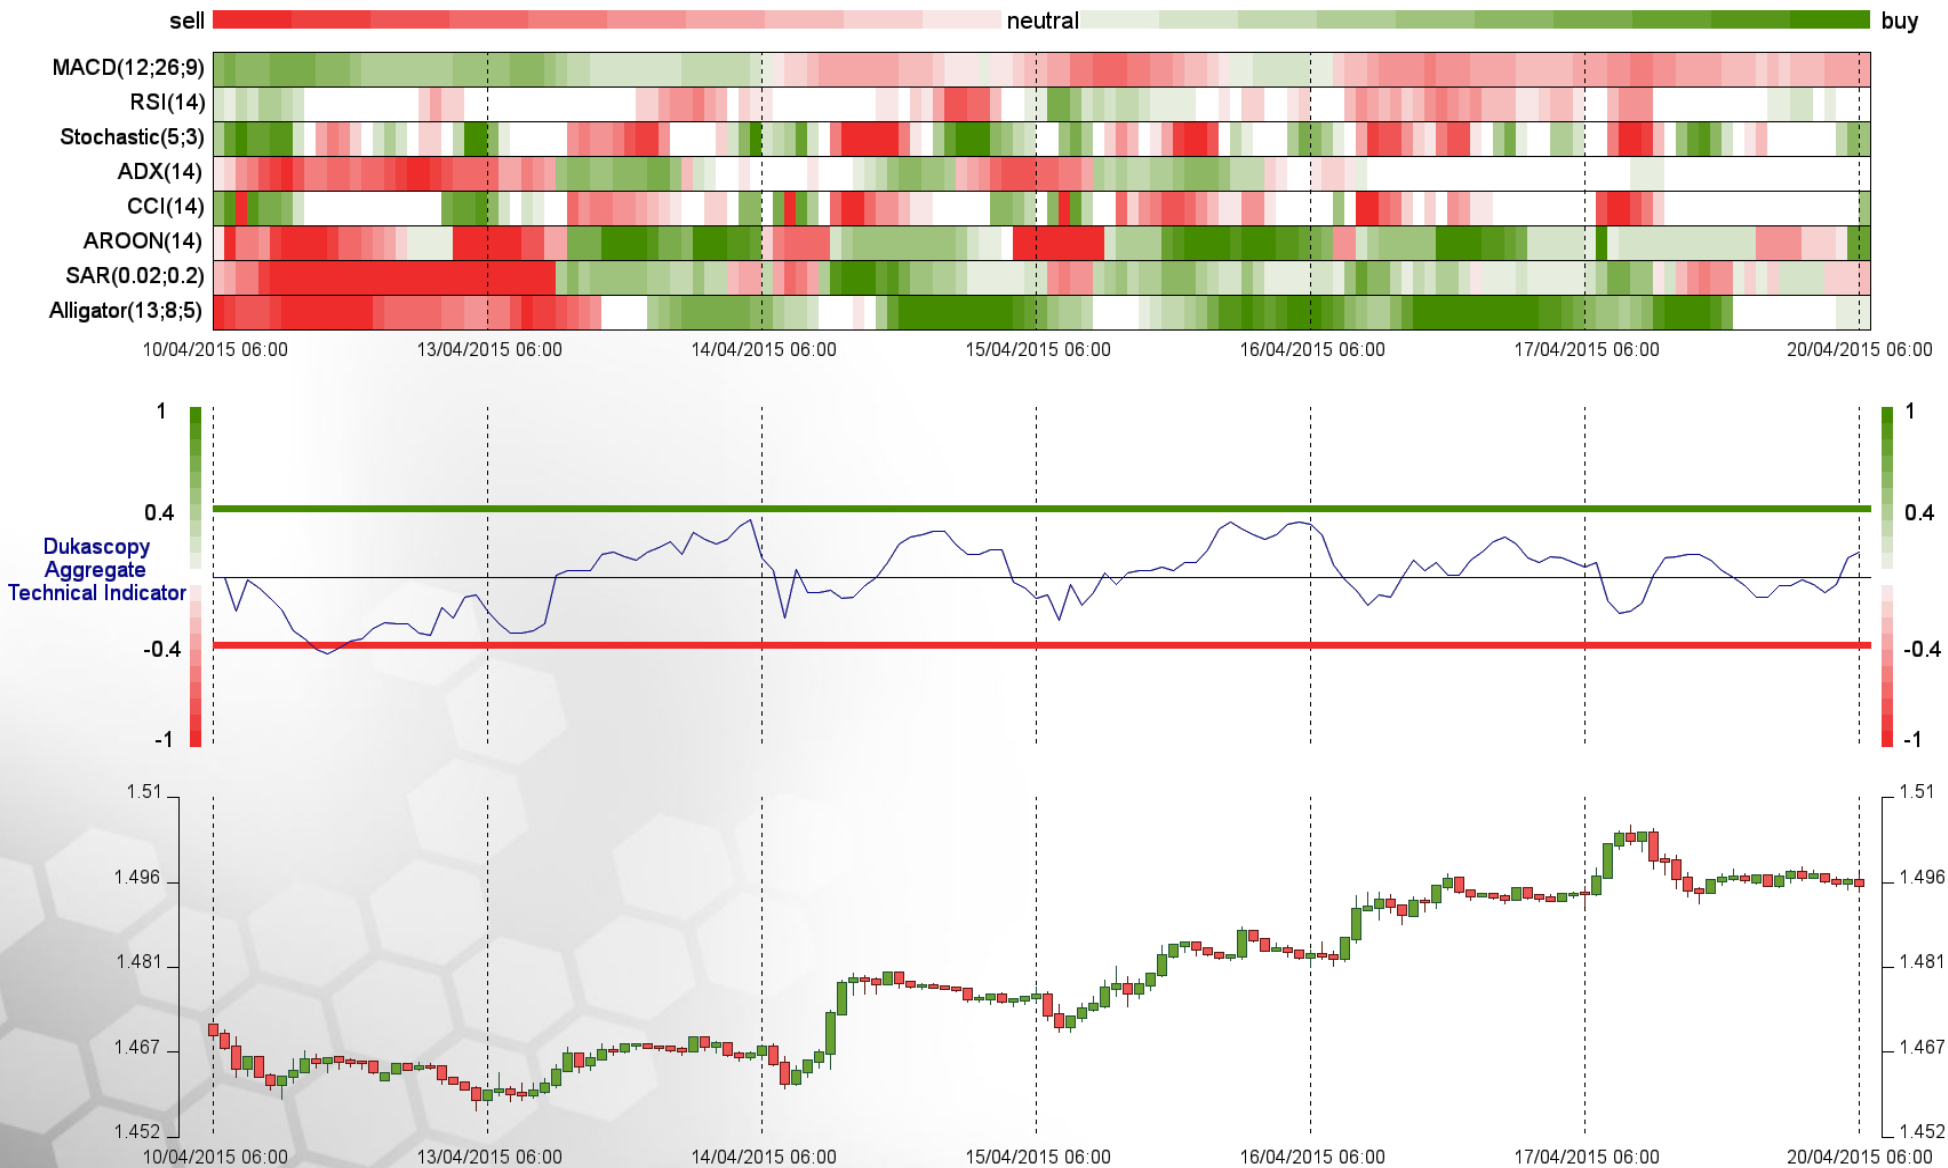 sell neutral buy
MACD(12;26;9)
RSI(14)
Stochastic(5;3)
ADX(14)
CCI(14)
AROON(14)
SAR(0.02;0.2)
Alligator(13;8;5)
10/04/2015 06:00 13/04/2015 06:00 14/04/2015 06:00 15/04/2015 06:00 16/04/2015 06:00 17/04/2015 06:00 20/04/2015 06:00
1 1
0.4 0.4
Dukascopy
Aggregate
Technical Indicator
-0.4 -0.4
-1 -1
1.51 1.51
1.496 1.496
1.481 1.481
1.467 1.467
1.452 1.452
10/04/2015 06:00 13/04/2015 06:00 14/04/2015 06:00 15/04/2015 06:00 16/04/2015 06:00 17/04/2015 06:00 20/04/2015 06:00